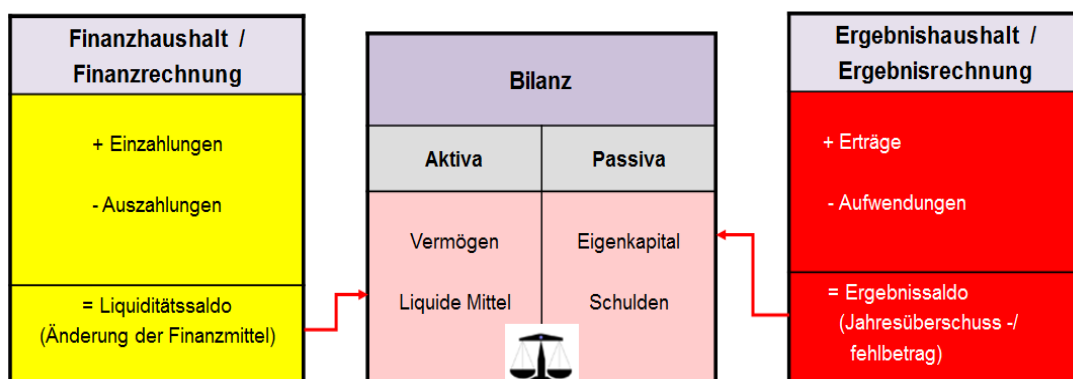 Finanzhaushalt /
Finanzrechnung
+ Einzahlungen
- Auszahlungen
= Liquiditätssaldo
(Änderung der Finanzmittel)
Bilanz
Aktiva
Passiva
Vermögen
Eigenkapital
Liquide Mittel
Schulden
Ergebnishaushalt /
Ergebnisrechnung
+ Erträge
- Aufwendungen
= Ergebnissaldo
(Jahresüberschuss -/
fehlbetrag)